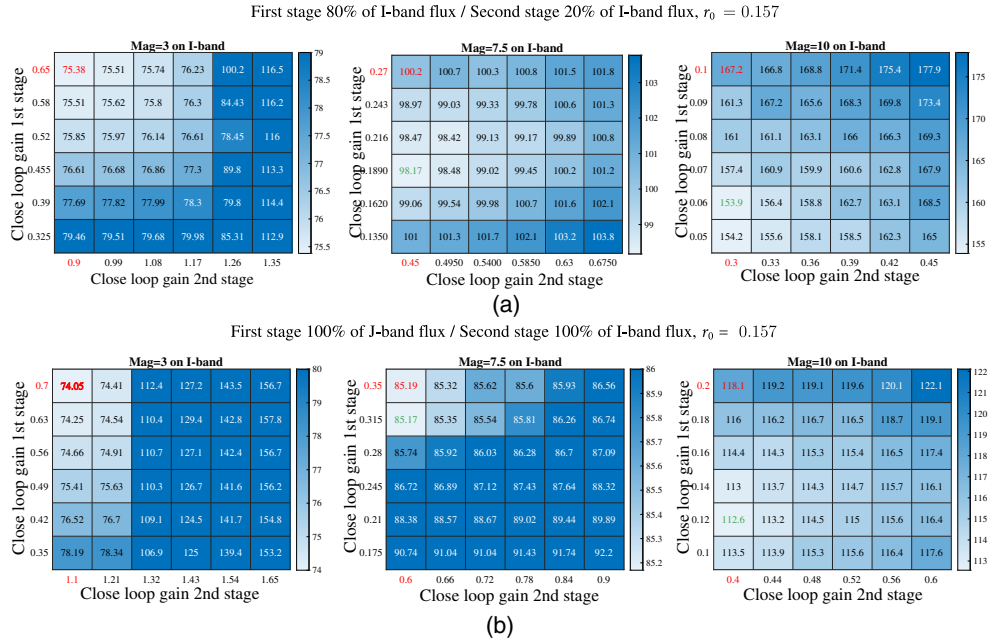 First stage 80% of I-band flux / Second stage 20% of I-band flux, r0 = 0.157
Mag=3 on I-band
Close loop gain 1st stage
0.65 75.38 75.51 75.74 76.23 100.2 116.5
0.58 75.51 75.62 75.8 76.3 84.43 116.2
0.52 75.85 75.97 76.14 76.61 78.45 116
0.455 76.61 76.68 76.86 77.3 89.8 113.3
0.39 77.69 77.82 77.99 78.3 79.8 114.4
0.325 79.46 79.51 79.68 79.98 85.31 112.9
0.9 0.99 1.08 1.17 1.26 1.35
Close loop gain 2nd stage
79
78.5
78
77.5
77
76.5
76
75.5
Mag=7.5 on I-band
Close loop gain 1st stage
0.27 100.2 100.7 100.3 100.8 101.5 101.8
0.243 98.97 99.03 99.33 99.78 100.6 101.3
0.216 98.47 98.42 99.13 99.17 99.89 100.8
0.1890 98.17 98.48 99.02 99.45 100.2 101.2
0.1620 99.06 99.54 99.98 100.7 101.6 102.1
0.1350 101 101.3 101.7 102.1 103.2 103.8
0.45 0.4950 0.5400 0.5850 0.63 0.6750
Close loop gain 2nd stage
103
102
101
100
99
Mag=10 on I-band
Close loop gain 1st stage
0.1 167.2 166.8 168.8 171.4 175.4 177.9
0.09 161.3 167.2 165.6 168.3 169.8 173.4
0.08 161 161.1 163.1 166 166.3 169.3
0.07 157.4 160.9 159.9 160.6 162.8 167.9
0.06 153.9 156.4 158.8 162.7 163.1 168.5
0.05 154.2 155.6 158.1 158.5 162.3 165
0.3 0.33 0.36 0.39 0.42 0.45
Close loop gain 2nd stage
175
170
165
160
155
(a)
First stage 100% of J-band flux / Second stage 100% of I-band flux, r0 = 0.157
Mag=3 on I-band
Close loop gain 1st stage
0.7 74.05 74.41 112.4 127.2 143.5 156.7
0.63 74.25 74.54 110.4 129.4 142.8 157.8
0.56 74.66 74.91 110.7 127.1 142.4 156.7
0.49 75.41 75.63 110.3 126.7 141.6 156.2
0.42 76.52 76.7 109.1 124.5 141.7 154.8
0.35 78.19 78.34 106.9 125 139.4 153.2
1.1 1.21 1.32 1.43 1.54 1.65
Close loop gain 2nd stage
80
79
78
77
76
75
74
Mag=7.5 on I-band
Close loop gain 1st stage
0.35 85.19 85.32 85.62 85.6 85.93 86.56
0.315 85.17 85.35 85.54 85.81 86.26 86.74
0.28 85.74 85.92 86.03 86.28 86.7 87.09
0.245 86.72 86.89 87.12 87.43 87.64 88.32
0.21 88.38 88.57 88.67 89.02 89.44 89.89
0.175 90.74 91.04 91.04 91.43 91.74 92.2
0.6 0.66 0.72 0.78 0.84 0.9
Close loop gain 2nd stage
86
85.8
85.6
85.4
85.2
Mag=10 on I-band
Close loop gain 1st stage
0.2 118.1 119.2 119.1 119.6 120.1 122.1
0.18 116 116.2 116.9 116.5 118.7 119.1
0.16 114.4 114.3 115.3 115.4 116.5 117.4
0.14 113 113.7 114.3 114.7 115.7 116.1
0.12 112.6 113.2 114.5 115 115.6 116.4
0.1 113.5 113.9 115.3 115.6 116.4 117.6
0.4 0.44 0.48 0.52 0.56 0.6
Close loop gain 2nd stage
122
121
120
119
118
117
116
115
114
113
(b)